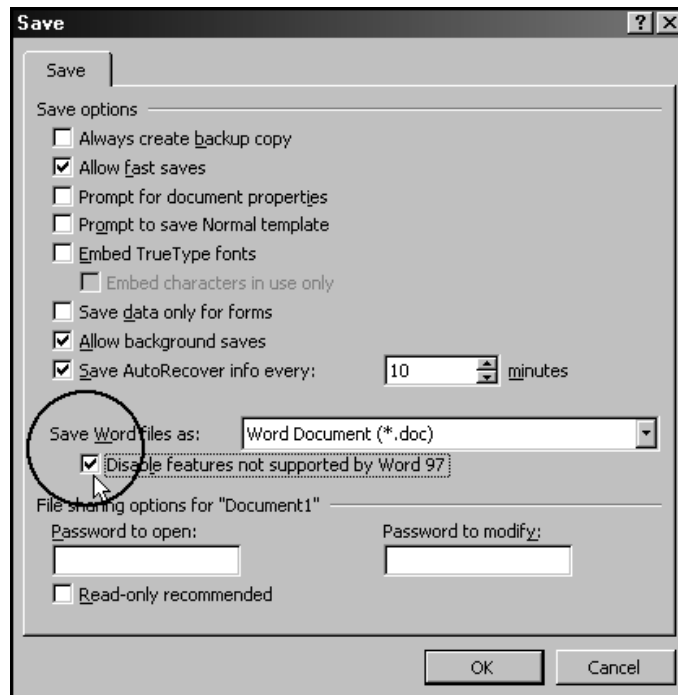 Save
Save
Save options
Always create backup copy
Allow fast saves
Prompt for document properties
Prompt to save Normal template
Embed TrueType fonts
Embed characters in use only
Save data only for forms
Allow background saves
Save AutoRecover info every: 10 minutes
Save Word files as: Word Document (*.doc)
Disable features not supported by Word 97
File sharing options for "Document1"
Password to open: Password to modify:
Read-only recommended
OK Cancel